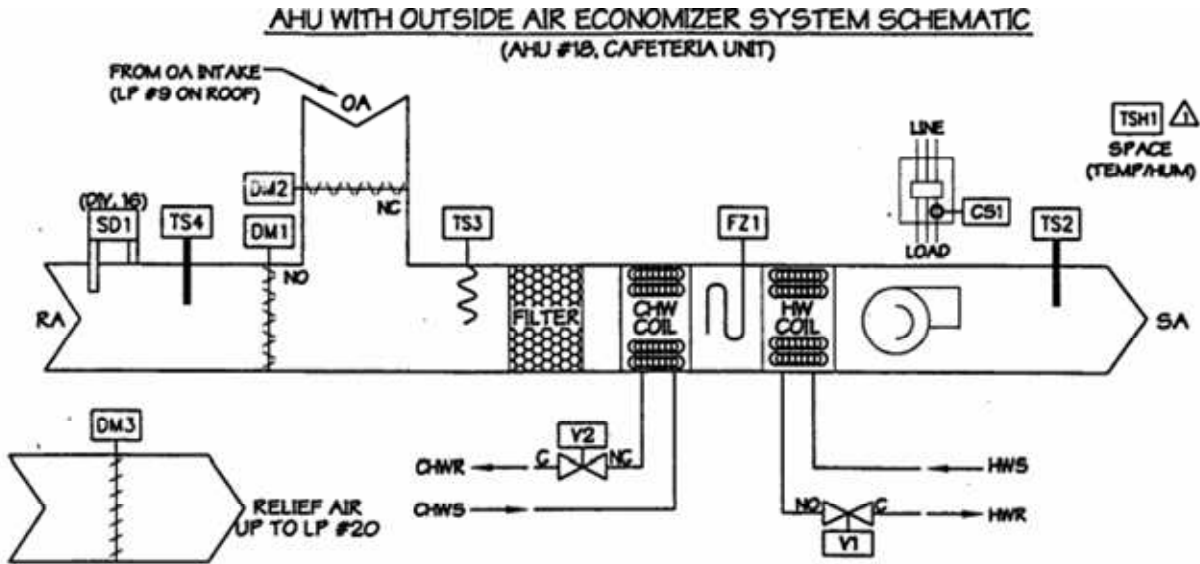 AHU WITH OUTSIDE AIR ECONOMIZER SYSTEM SCHEMATIC
(AHU #18, CAFETERIA UNIT)
FROM OA INTAKE
(LP #9 ON ROOF)
OA
LINE
TSH1
1
SPACE
(TEMP/HUM)
DM2
NC
(DIV. 16)
SD1
TS4
DM1
TS3
FZ1
CS1
LOAD
TS2
NO
RA
FILTER
CHW
COIL
HW
COIL
SA
DM3
V2
CHWR
C
NC
HWS
RELIEF AIR
UP TO LP #20
CHWS
NO
C
HWR
V1